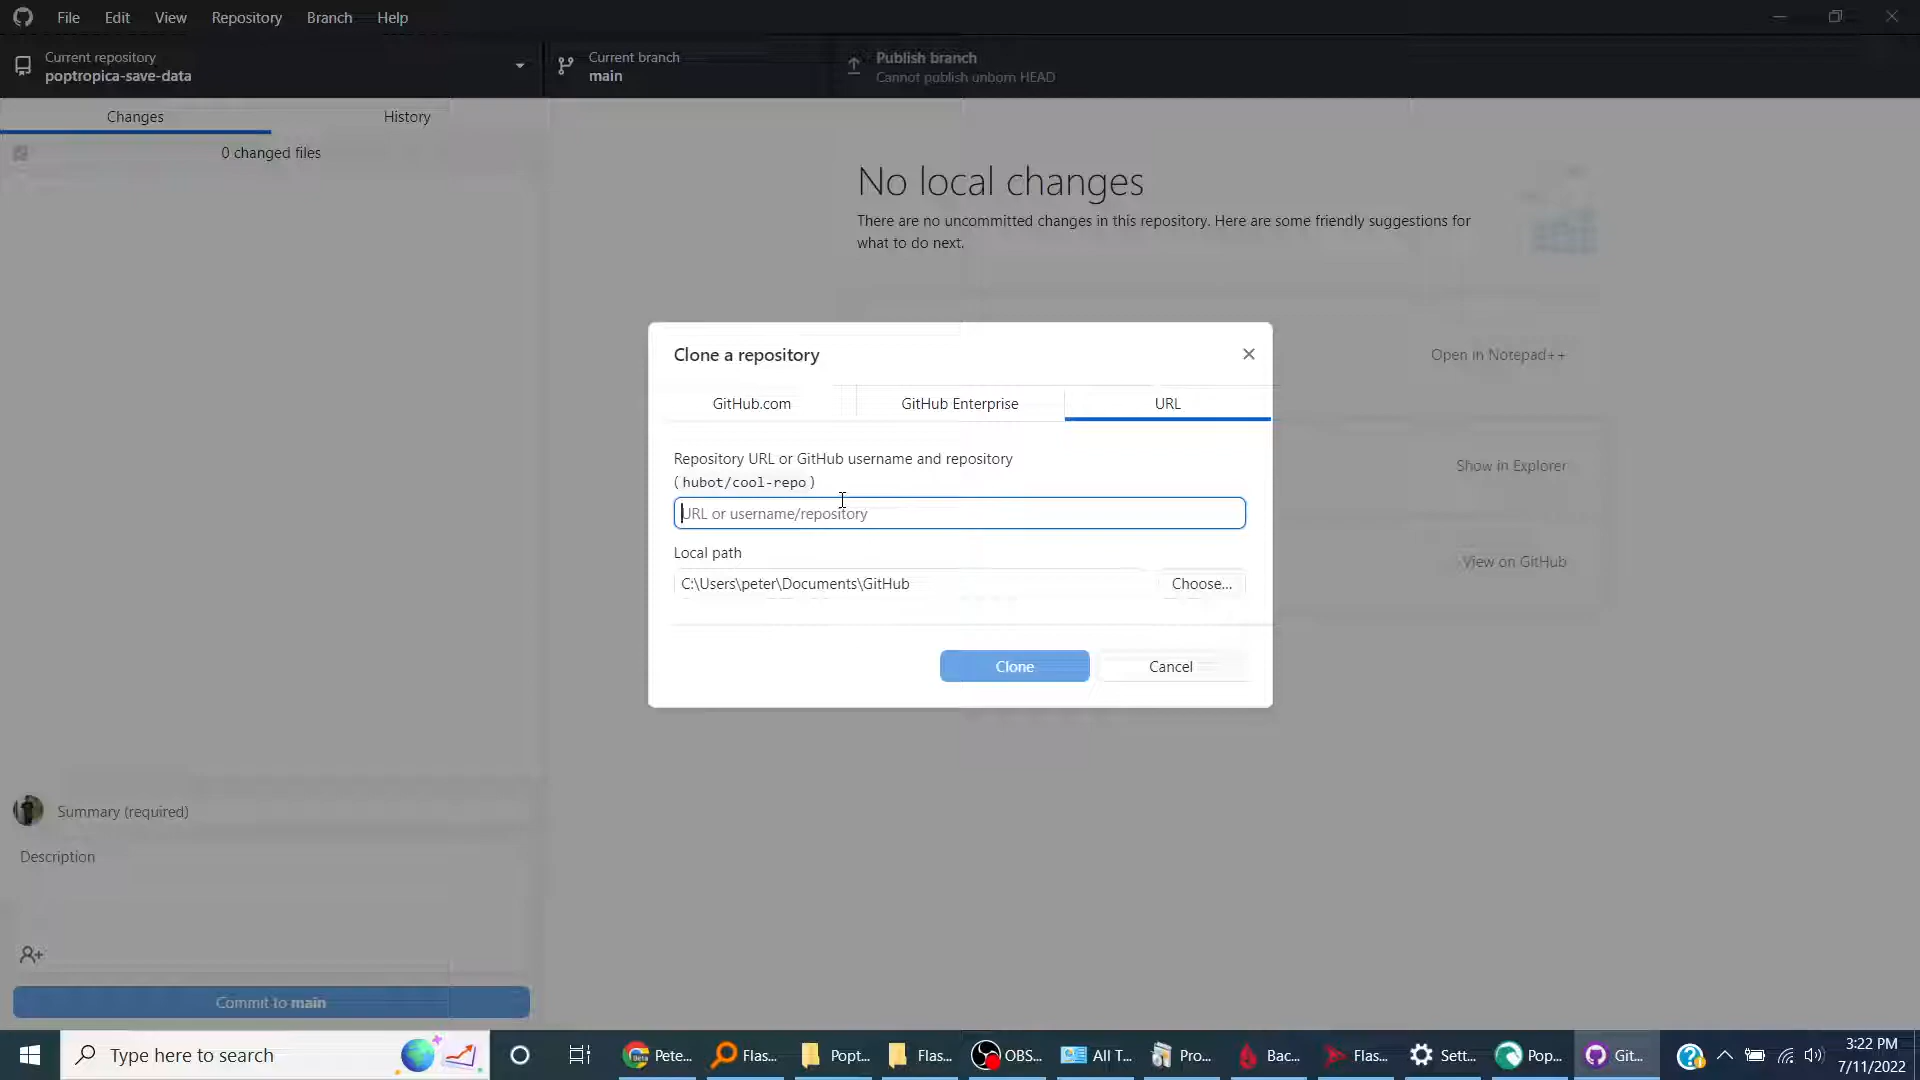 File Edit View Repository Branch Help
Current repository
poptropica-save-data
Current branch
main
Publish branch
Cannot publish unborn HEAD
Changes
History
0 changed files
No local changes
There are no uncommitted changes in this repository. Here are some friendly suggestions for
what to do next.
Open in Notepad++
Show in Explorer
View on GitHub
Clone a repository
GitHub.com
GitHub Enterprise
URL
Repository URL or GitHub username and repository
(hubot/cool-repo)
URL or username/repository
Local path
C:\Users\peter\Documents\GitHub
Choose...
Clone
Cancel
Summary (required)
Description
Commit to main
Type here to search
Pete...
Flas...
Popt...
Flas...
OBS...
All T...
Pro...
Bac...
Flas...
Sett...
Pop...
Git...
3:22 PM
7/11/2022